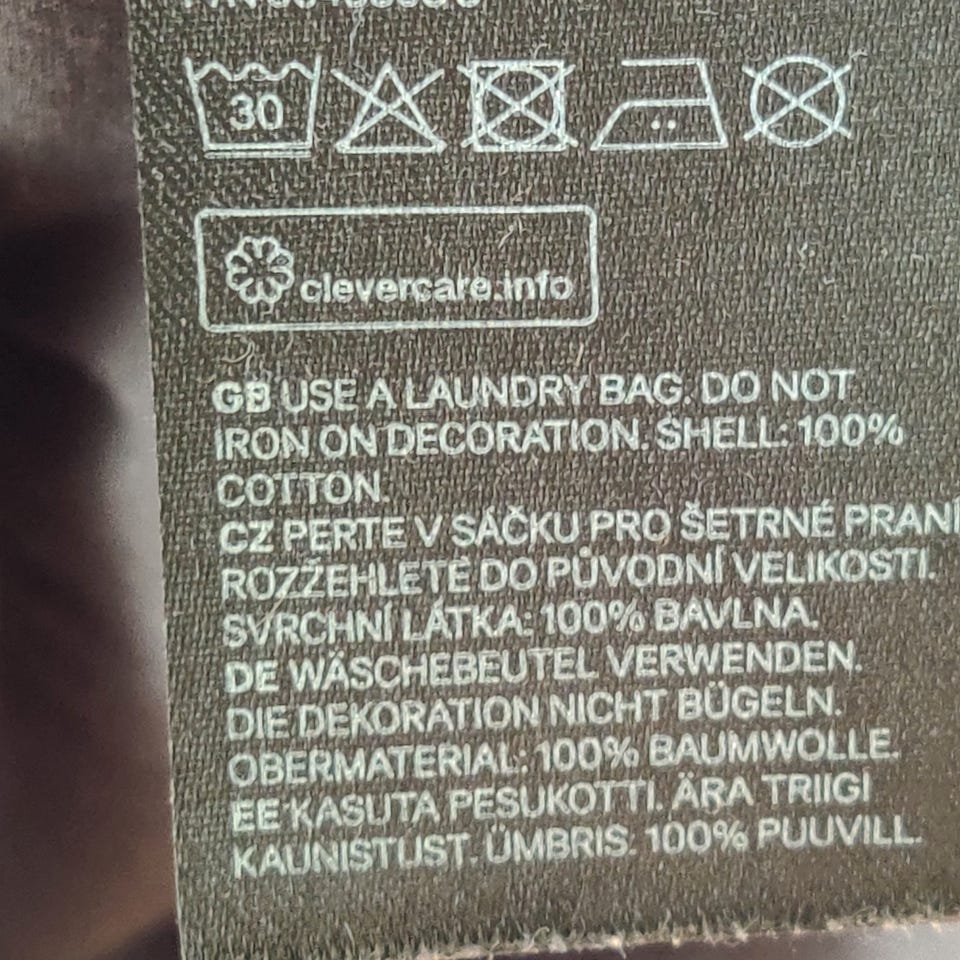 30
clevercare.info
GB USE A LAUNDRY BAG. DO NOT
IRON ON DECORATION. SHELL: 100%
COTTON.
CZ PERTE V SÁČKU PRO ŠETRNÉ PRANÍ
ROZŽEHLETE DO PŮVODNÍ VELIKOSTI.
SVRCHNÍ LÁTKA: 100% BAVLNA.
DE WÄSCHEBEUTEL VERWENDEN.
DIE DEKORATION NICHT BÜGELN.
OBERMATERIAL: 100% BAUMWOLLE.
EE KASUTA PESUKOTTI. ÄRA TRIIGI
KAUNISTUST. ÜMBRIS: 100% PUUVILL.